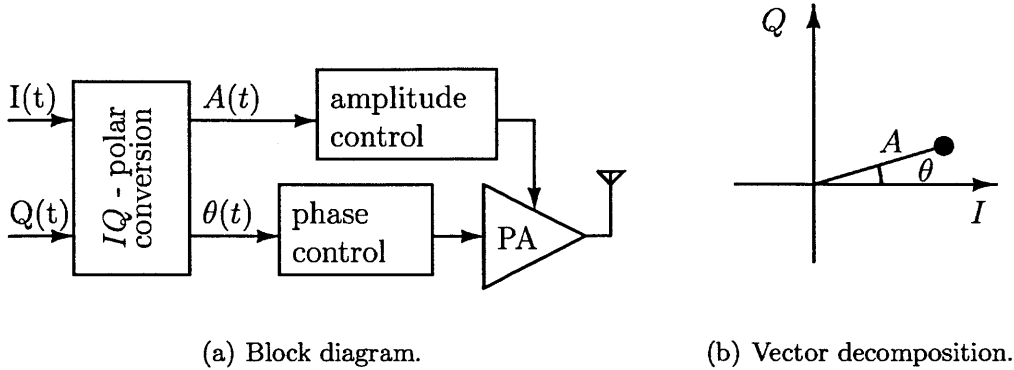 I(t)
Q(t)
IQ - polar
conversion
A(t)
θ(t)
amplitude
control
phase
control
PA
Q
A
θ
I
(a) Block diagram.
(b) Vector decomposition.